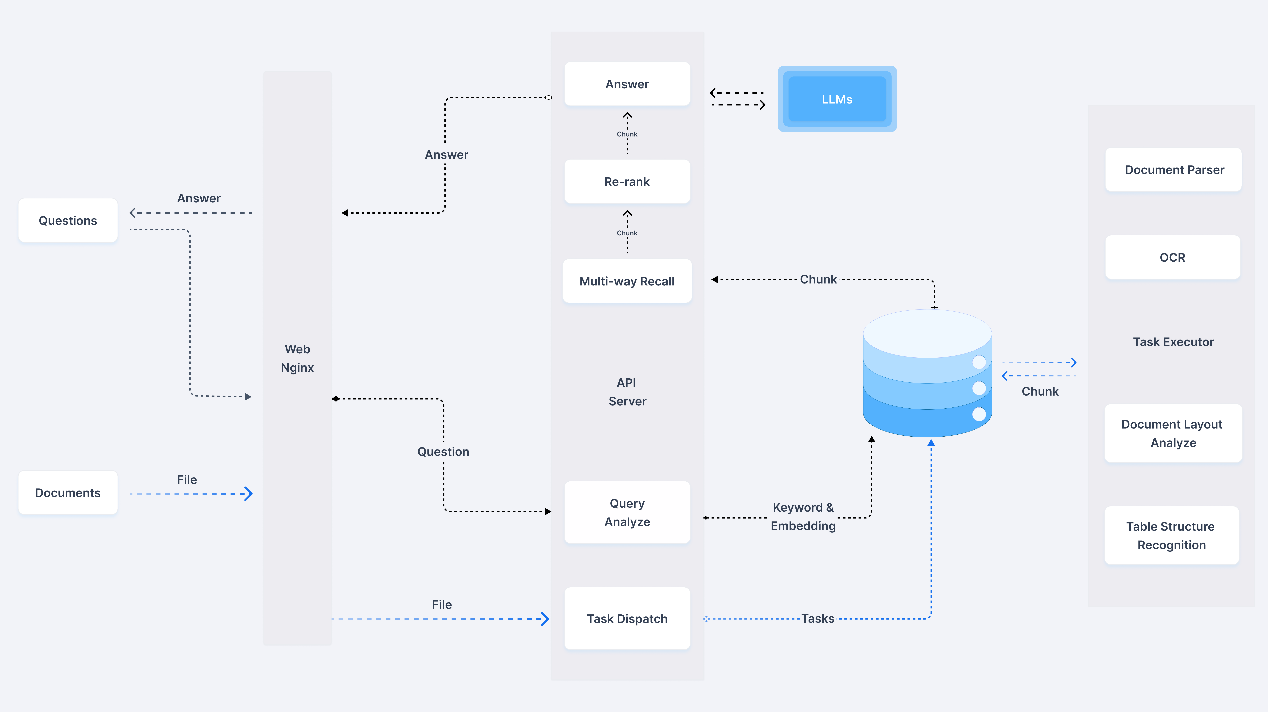 Questions
Answer
Documents
File
Web
Nginx
Answer
Question
File
Answer
Chunk
Re-rank
Chunk
Multi-way Recall
API
Server
Query
Analyze
Task Dispatch
LLMs
Chunk
Keyword &
Embedding
Tasks
Chunk
Document Parser
OCR
Task Executor
Document Layout
Analyze
Table Structure
Recognition